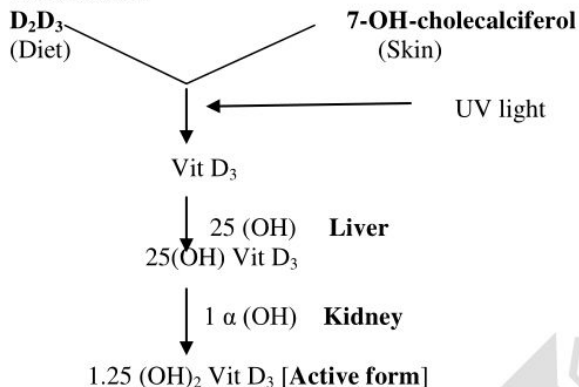 D₂D₃ 7-OH-cholecalciferol
(Diet) (Skin)
UV light
Vit D₃
25 (OH) Liver
25(OH) Vit D₃
1 α (OH) Kidney
1.25 (OH)₂ Vit D₃ [Active form]